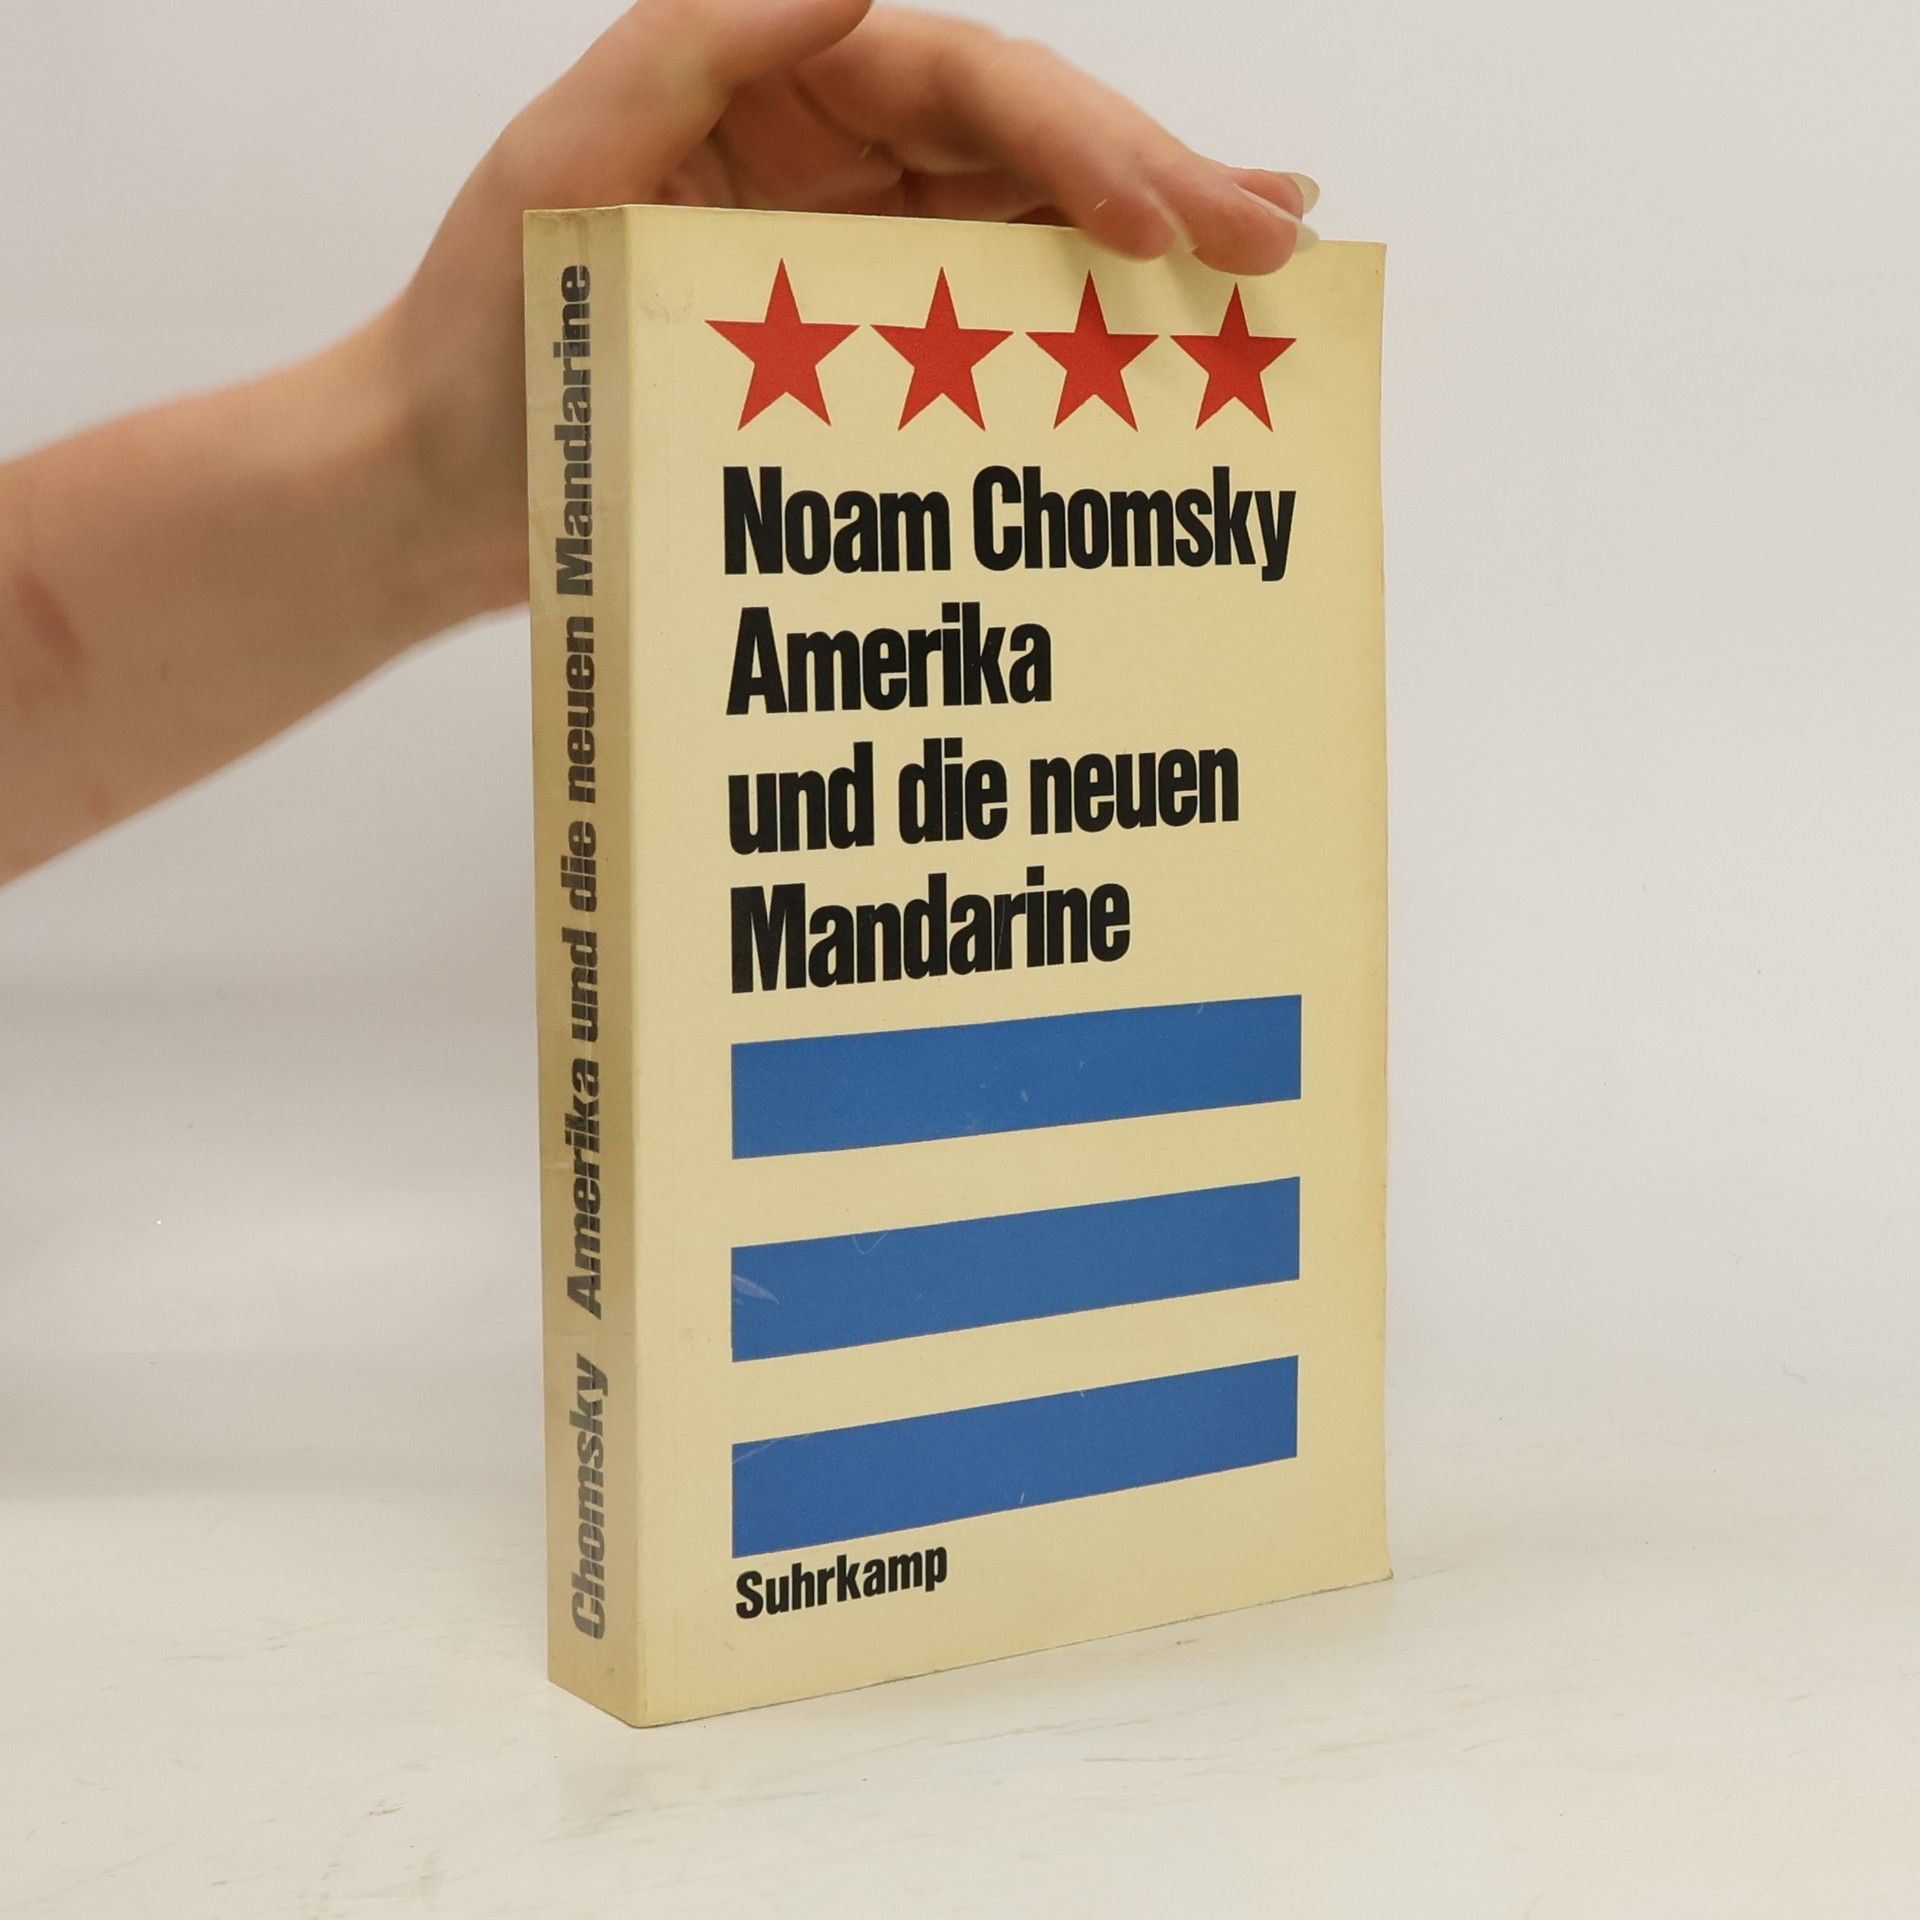 Chomsky Amerika und die neuen Mandarine
Noam Chomsky
Amerika
und die neuen
Mandarine
Suhrkamp